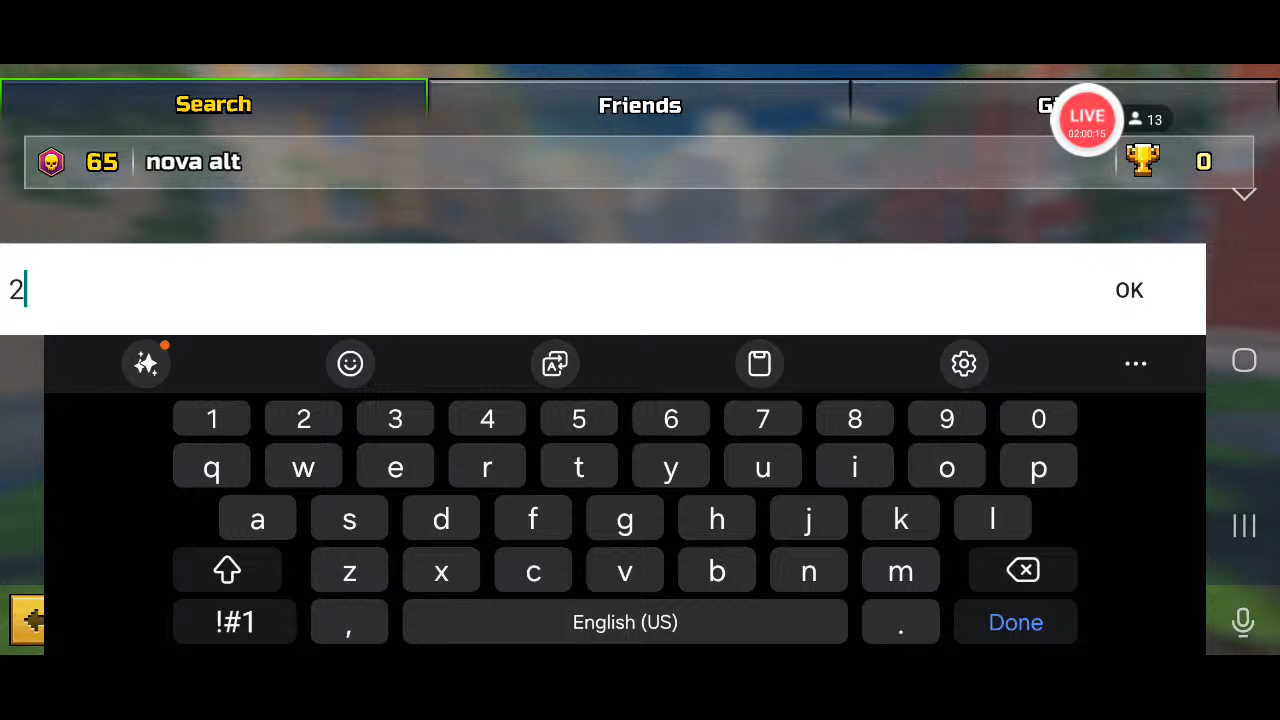 Search
Friends
LIVE
02:00:15
13
65
nova alt
0
2
OK
1 2 3 4 5 6 7 8 9 0
q w e r t y u i o p
a s d f g h j k l
z x c v b n m
!#1 , English (US) . Done